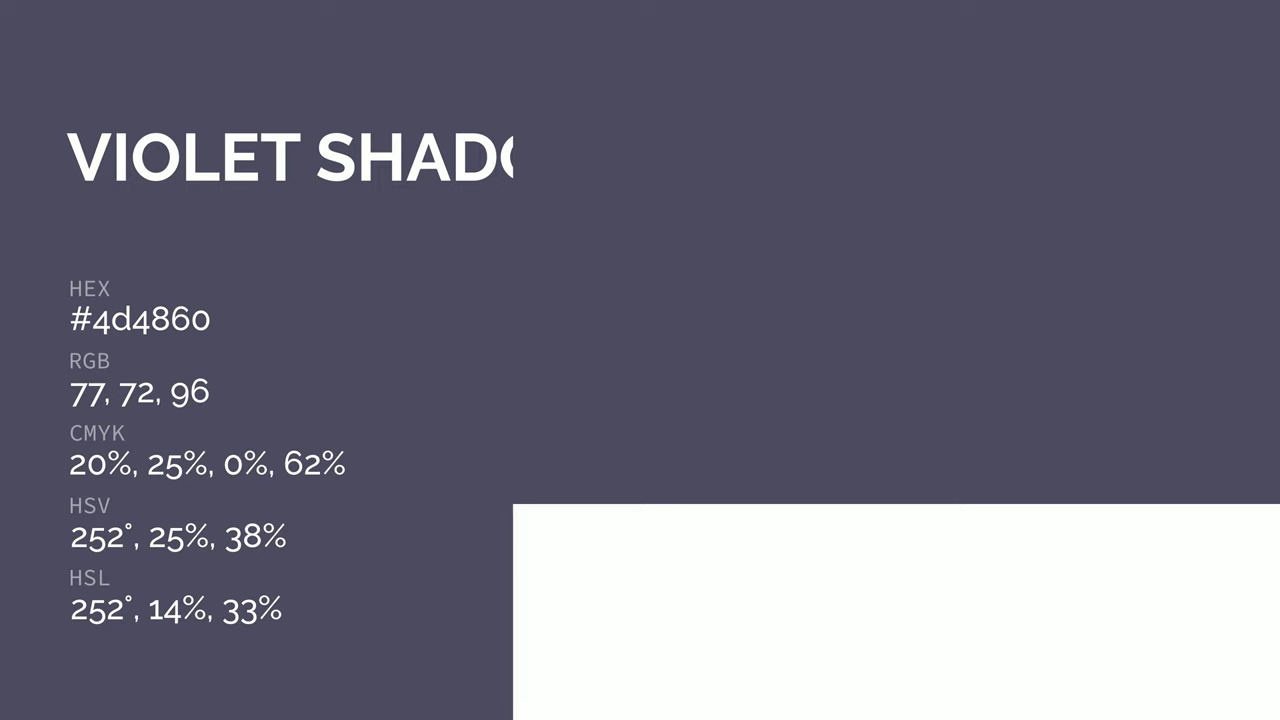 VIOLET SHAD
HEX
#4d4860
RGB
77, 72, 96
CMYK
20%, 25%, 0%, 62%
HSV
252°, 25%, 38%
HSL
252°, 14%, 33%